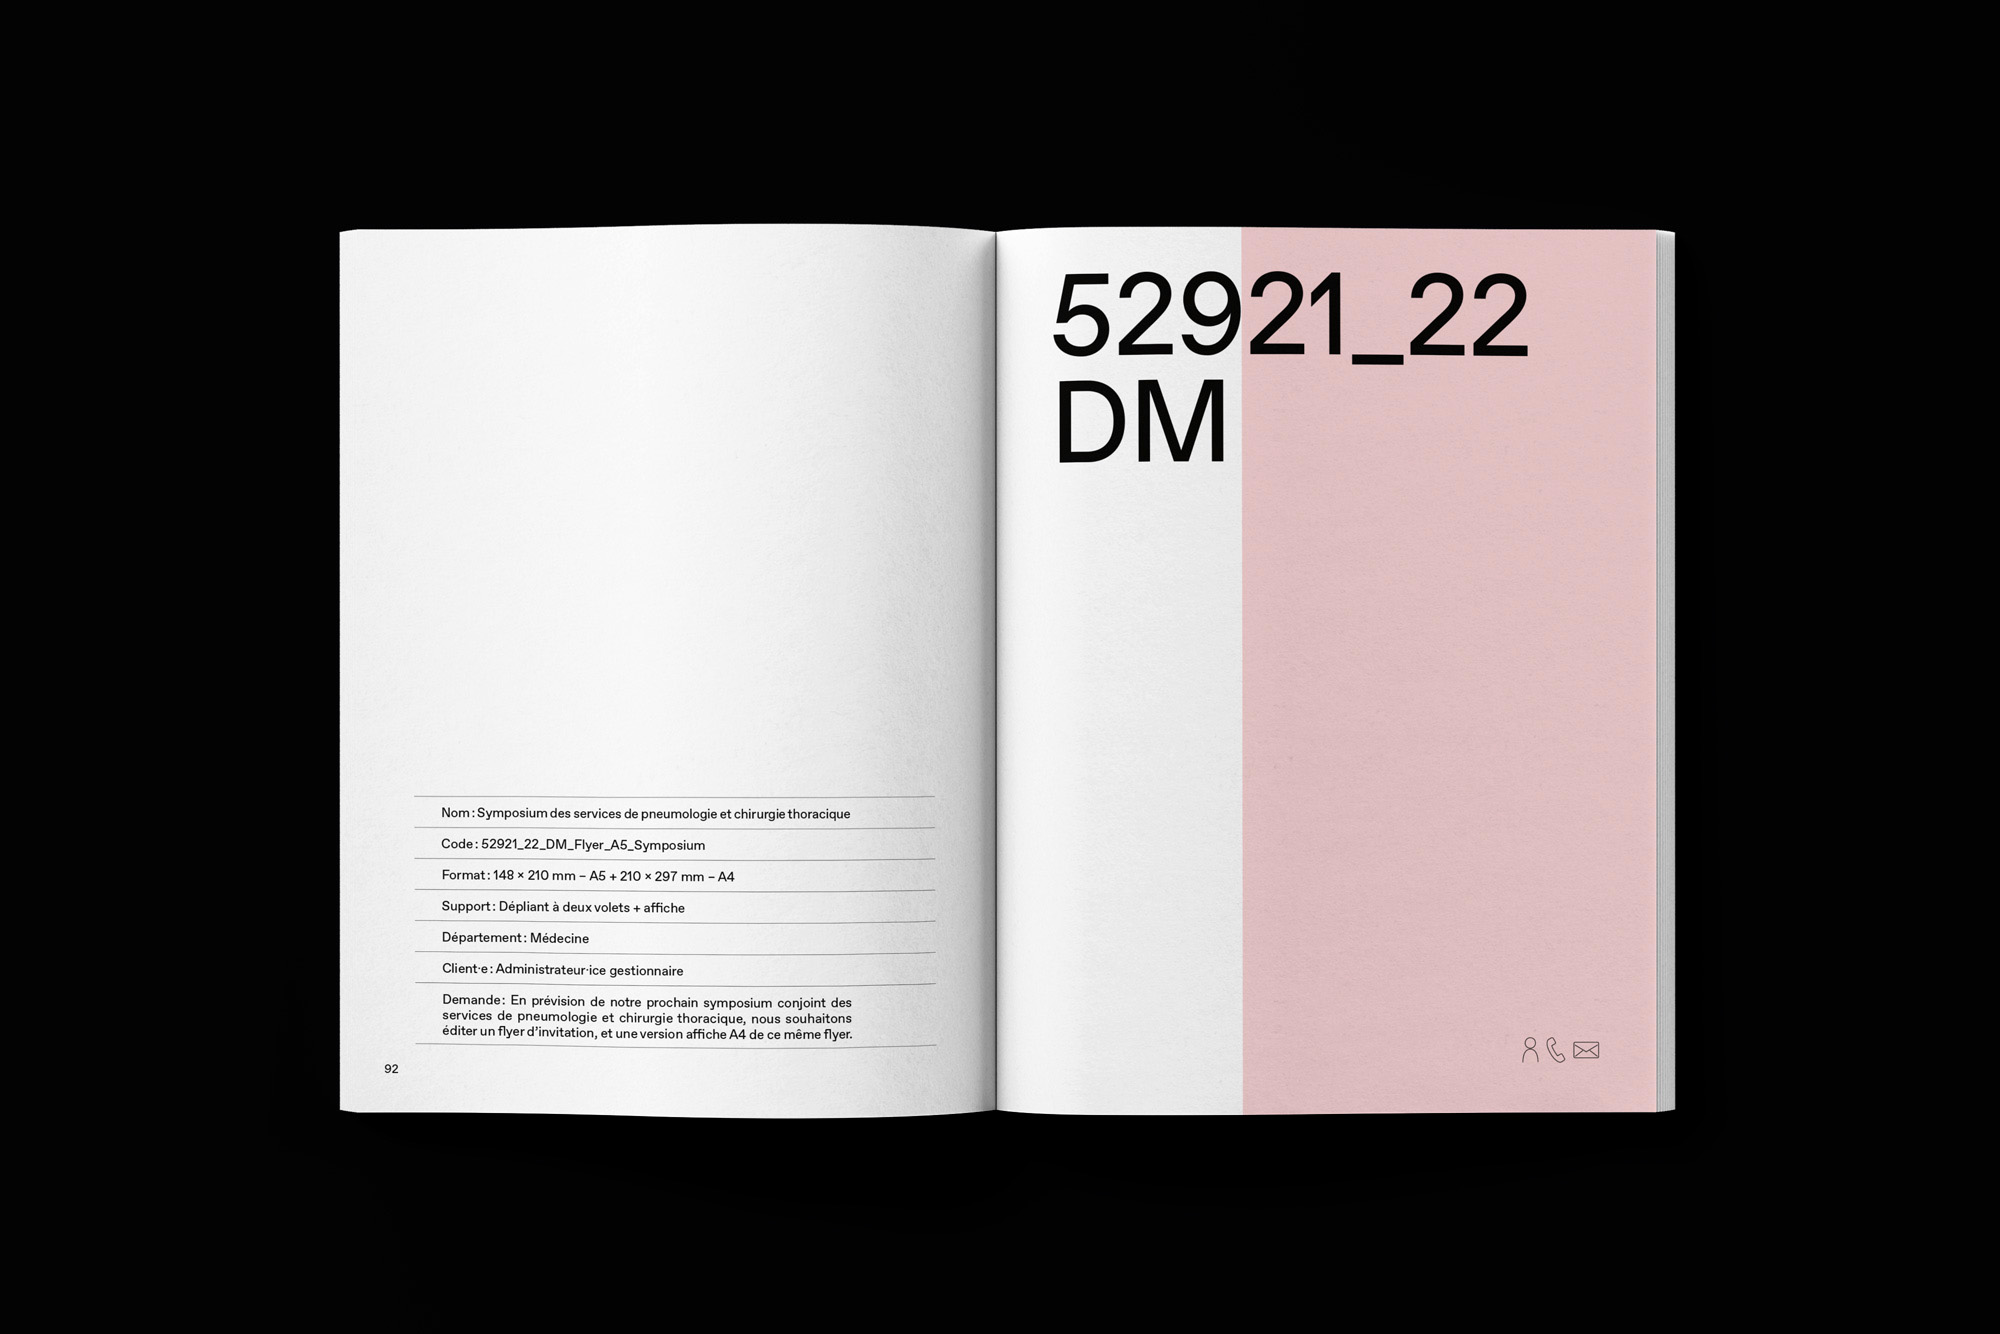 Nom : Symposium des services de pneumologie et chirurgie thoracique
Code : 52921_22_DM_Flyer_A5_Symposium
Format : 148 × 210 mm – A5 + 210 × 297 mm – A4
Support : Dépliant à deux volets + affiche
Département : Médecine
Client·e : Administrateur·ice gestionnaire
Demande : En prévision de notre prochain symposium conjoint des
services de pneumologie et chirurgie thoracique, nous souhaitons
éditer un flyer d’invitation, et une version affiche A4 de ce même flyer.
92
52921_22
DM